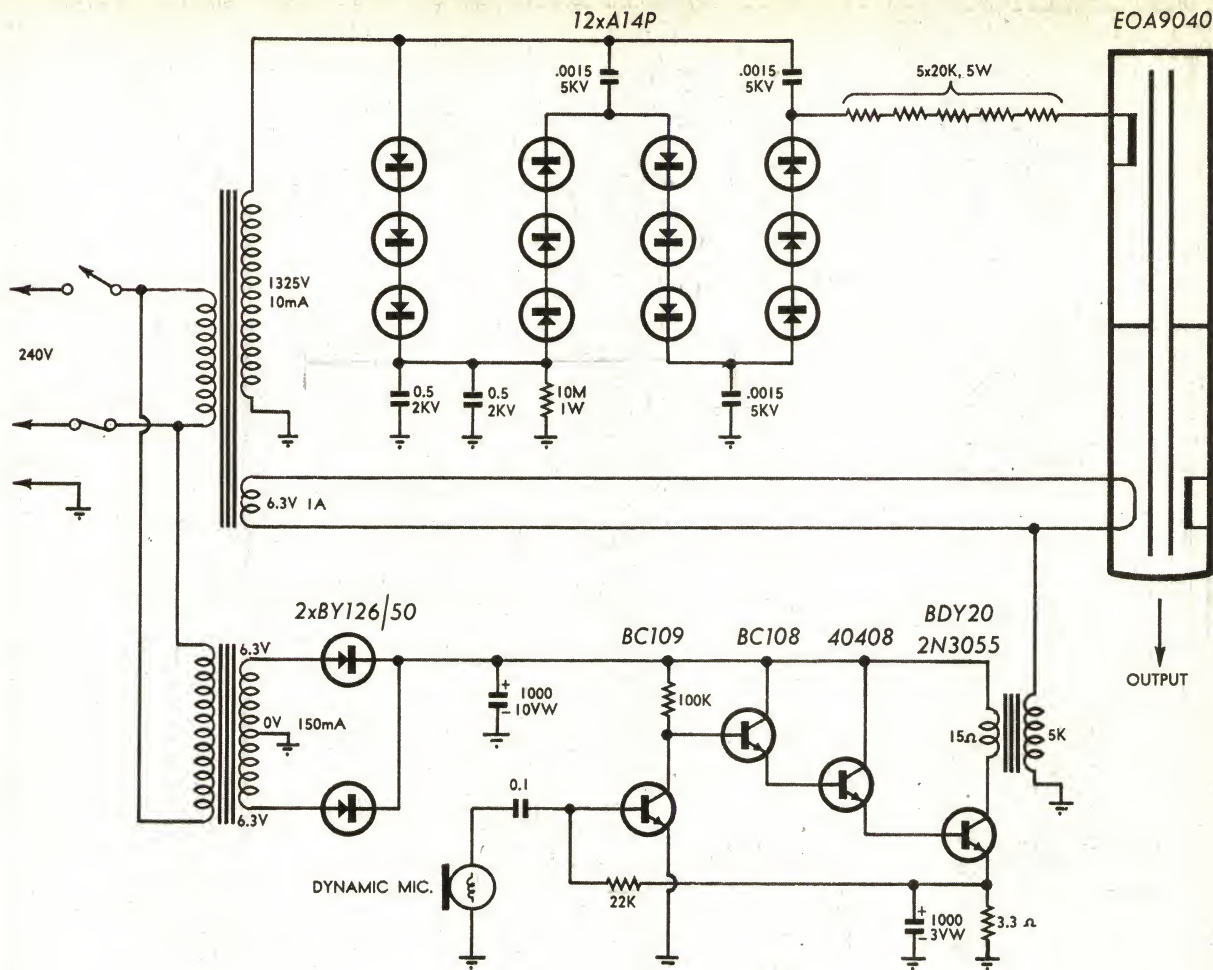 12xA14P
EOA9040
.0015
5KV
.0015
5KV
5x20K, 5W
1325V
10mA
240V
0.5
2KV
0.5
2KV
10M
1W
.0015
5KV
6.3V 1A
2xBY126/50
BC109
BC108
40408
BDY20
2N3055
OUTPUT
6.3V
0V
150mA
6.3V
+
1000
- 10VW
100K
15Ω
5K
0.1
DYNAMIC MIC.
22K
+
1000
- 3VW
3.3 Ω